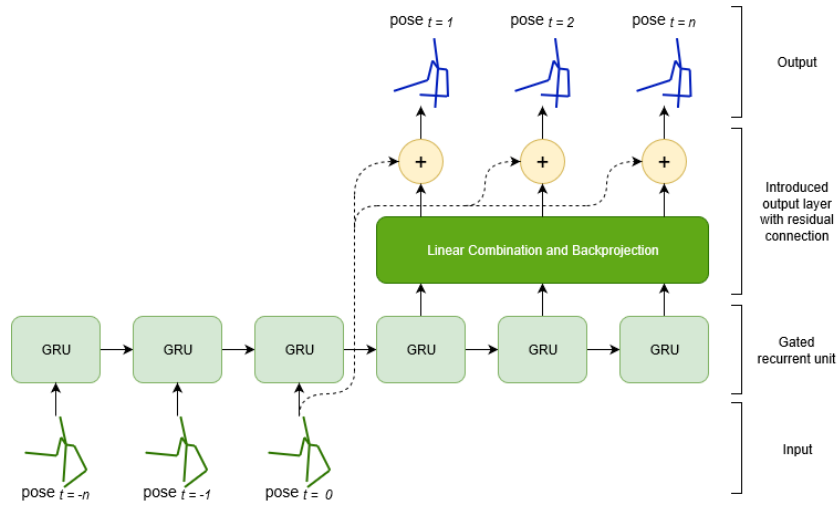 pose t = 1
pose t = 2
pose t = n
Output
+
+
+
Introduced
output layer
with residual
connection
Linear Combination and Backprojection
GRU
GRU
GRU
GRU
GRU
GRU
Gated
recurrent unit
Input
pose t = -n
pose t = -1
pose t = 0